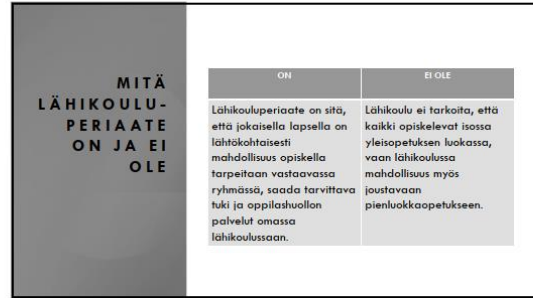 MITÄ
LÄHIKOULU-
PERIAATE
ON JA EI
OLE
ON
Lähikouluperiaate on sitä,
että jokaisella lapsella on
lähtökohtaisesti
mahdollisuus opiskella
tarpeitaan vastaavassa
ryhmässä, saada tarvittava
tuki ja oppilashuollon
palvelut omassa
lähikoulussaan.
EI OLE
Lähikoulu ei tarkoita, että
kaikki opiskelevat isossa
yleisopetuksen luokassa,
vaan lähikoulussa
mahdollisuus myös
joustavaan
pienluokkaopetukseen.